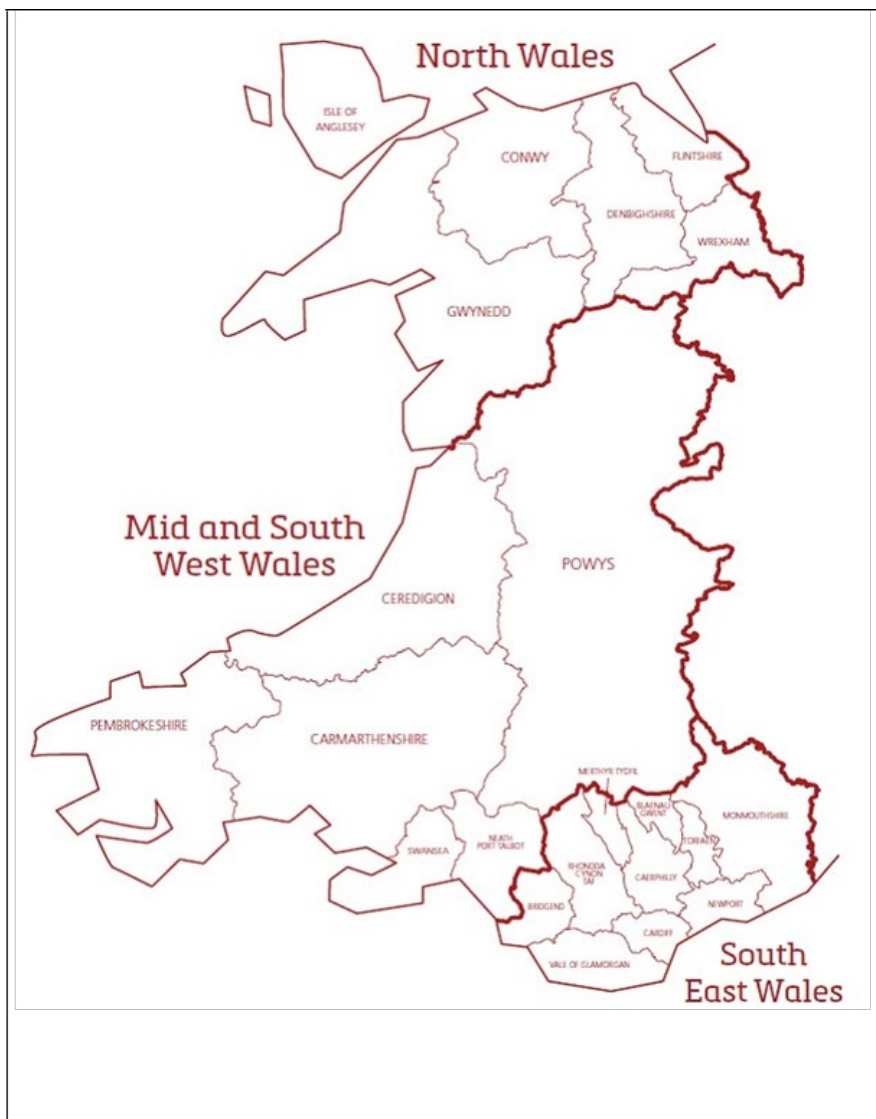 North Wales
ISLE OF
ANGLESEY
CONWY
FLINTSHIRE
DENBIGHSHIRE
WREXHAM
GWYNEDD
Mid and South
West Wales
POWYS
CEREDIGION
PEMBROKESHIRE
CARMARTHENSHIRE
MERTHYR TYDFIL
BLAENAU
GWENT
MONMOUTHSHIRE
TORFAEN
SWANSEA
NEATH
PORT TALBOT
RHONDDA
CYNON
TAF
CAERPHILLY
BRIDGEND
NEWPORT
CARDIFF
VALE OF GLAMORGAN
South
East Wales